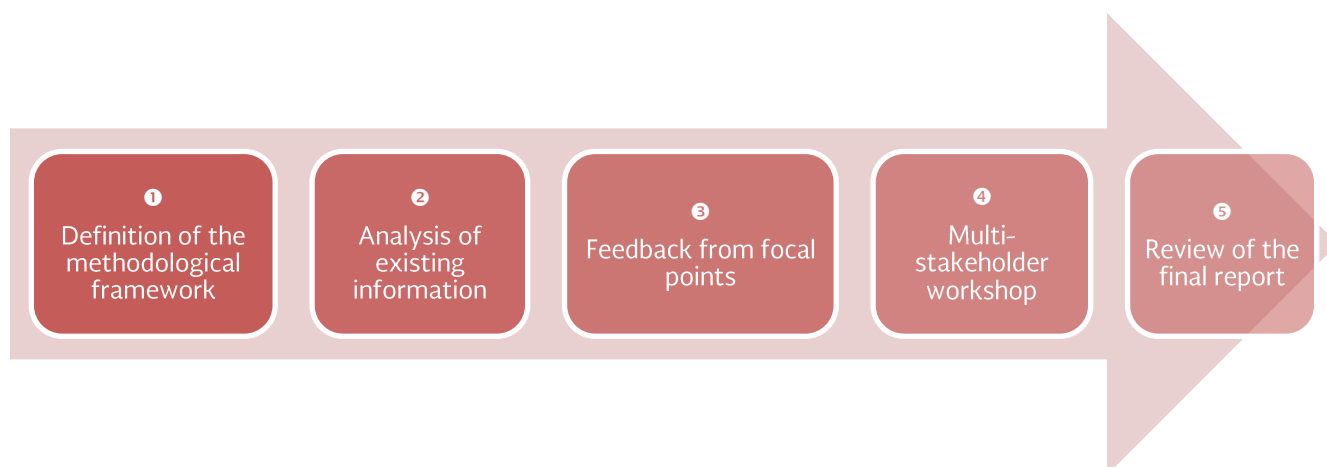 ❶
Definition of the
methodological
framework
❷
Analysis of
existing
information
❸
Feedback from focal
points
❹
Multi-
stakeholder
workshop
❺
Review of the
final report